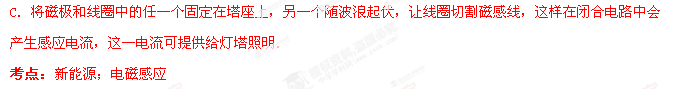 C. 将磁极和线圈中的任一个固定在塔座上，另一个随波浪起伏，让线圈切割磁感线，这样在闭合电路中会
产生感应电流，这一电流可提供给灯塔照明.
考点：新能源；电磁感应